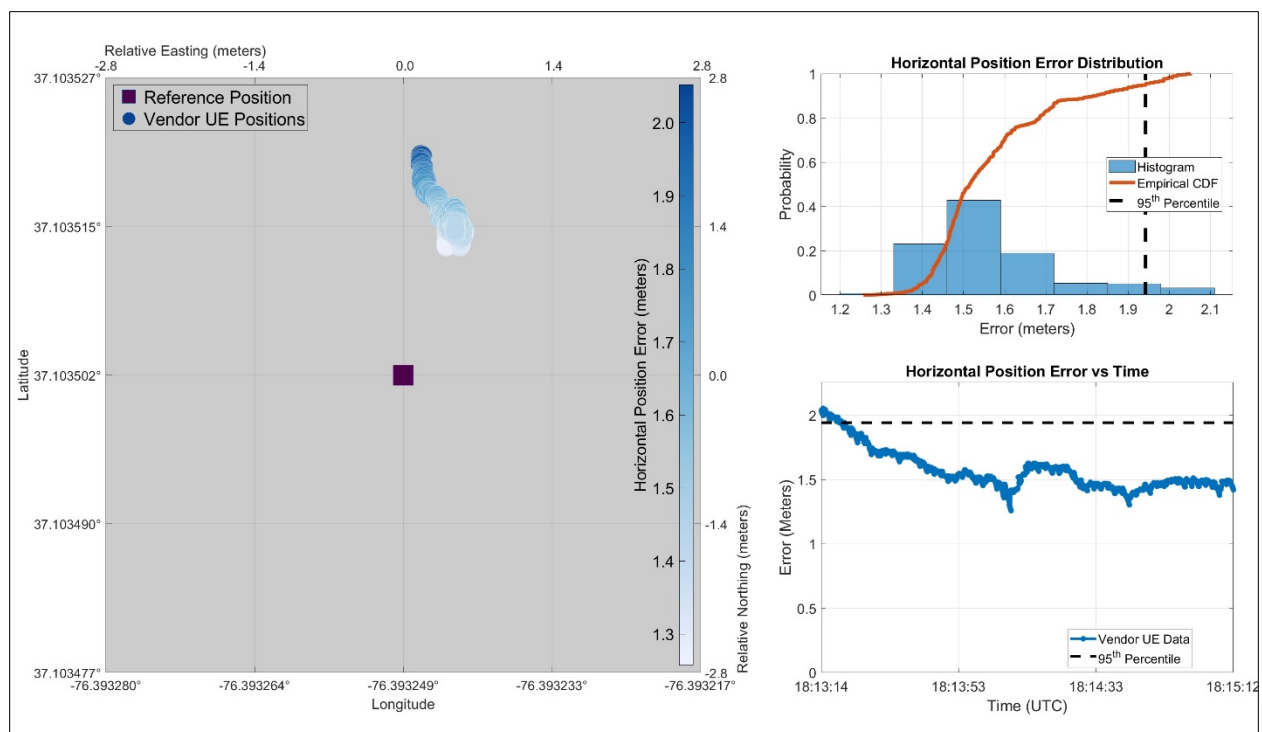 Relative Easting (meters)
-2.8 -1.4 0.0 1.4 2.8
37.103527° 2.8
Reference Position
Vendor UE Positions
2.0
1.9
37.103515° 1.4
1.8
1.7
Horizontal Position Error (meters)
Latitude
37.103502° 0.0
1.6
1.5
37.103490° -1.4
1.4
Relative Northing (meters)
1.3
37.103477° -2.8
-76.393280° -76.393264° -76.393249° -76.393233° -76.393217°
Longitude
Horizontal Position Error Distribution
1
0.8
0.6
0.4
0.2
0
Probability
Histogram
Empirical CDF
95th Percentile
1.2 1.3 1.4 1.5 1.6 1.7 1.8 1.9 2 2.1
Error (meters)
Horizontal Position Error vs Time
2
1.5
1
0.5
0
Error (Meters)
Vendor UE Data
95th Percentile
18:13:14 18:13:53 18:14:33 18:15:12
Time (UTC)